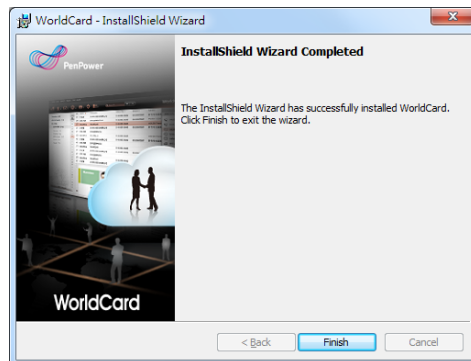 WorldCard - InstallShield Wizard
PenPower
InstallShield Wizard Completed
The InstallShield Wizard has successfully installed WorldCard.
Click Finish to exit the wizard.
WorldCard
< Back
Finish
Cancel